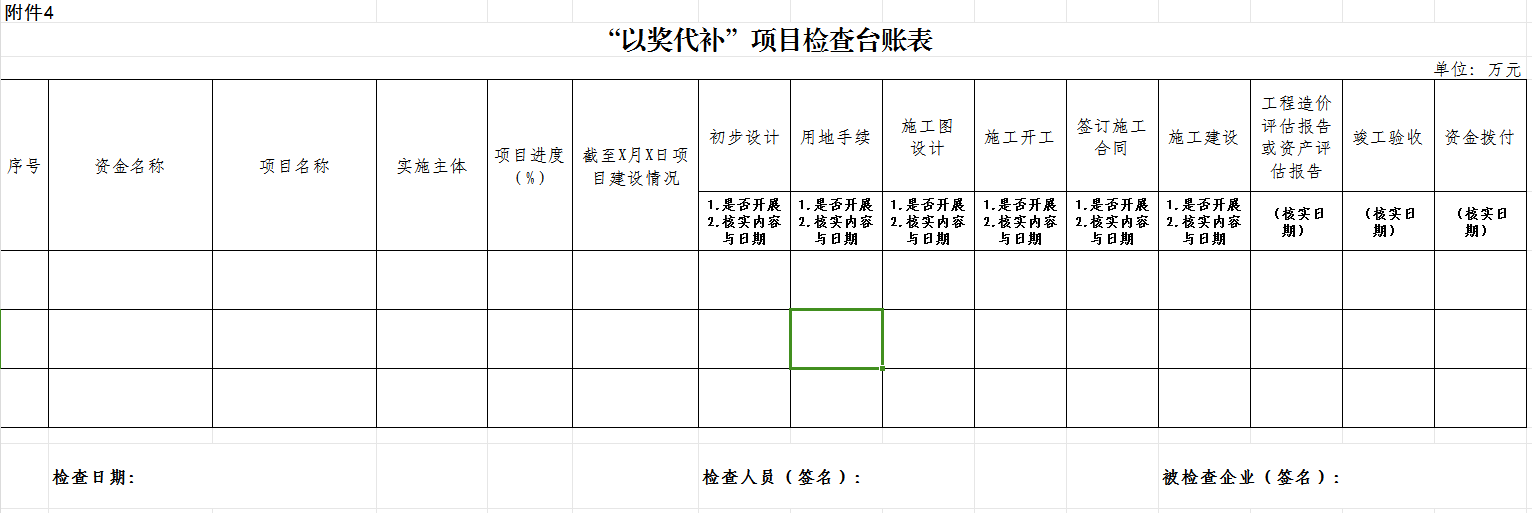 附件4
“以奖代补”项目检查台账表
单位：万元
序号
资金名称
项目名称
实施主体
项目进度
（%）
截至X月X日项
目建设情况
初步设计
用地手续
施工图
设计
施工开工
签订施工
合同
施工建设
工程造价
评估报告
或资产评
估报告
竣工验收
资金拨付
1.是否开展
2.核实内容
与日期
1.是否开展
2.核实内容
与日期
1.是否开展
2.核实内容
与日期
1.是否开展
2.核实内容
与日期
1.是否开展
2.核实内容
与日期
1.是否开展
2.核实内容
与日期
（核实日
期）
（核实日
期）
（核实日
期）
检查日期：
检查人员（签名）：
被检查企业（签名）：